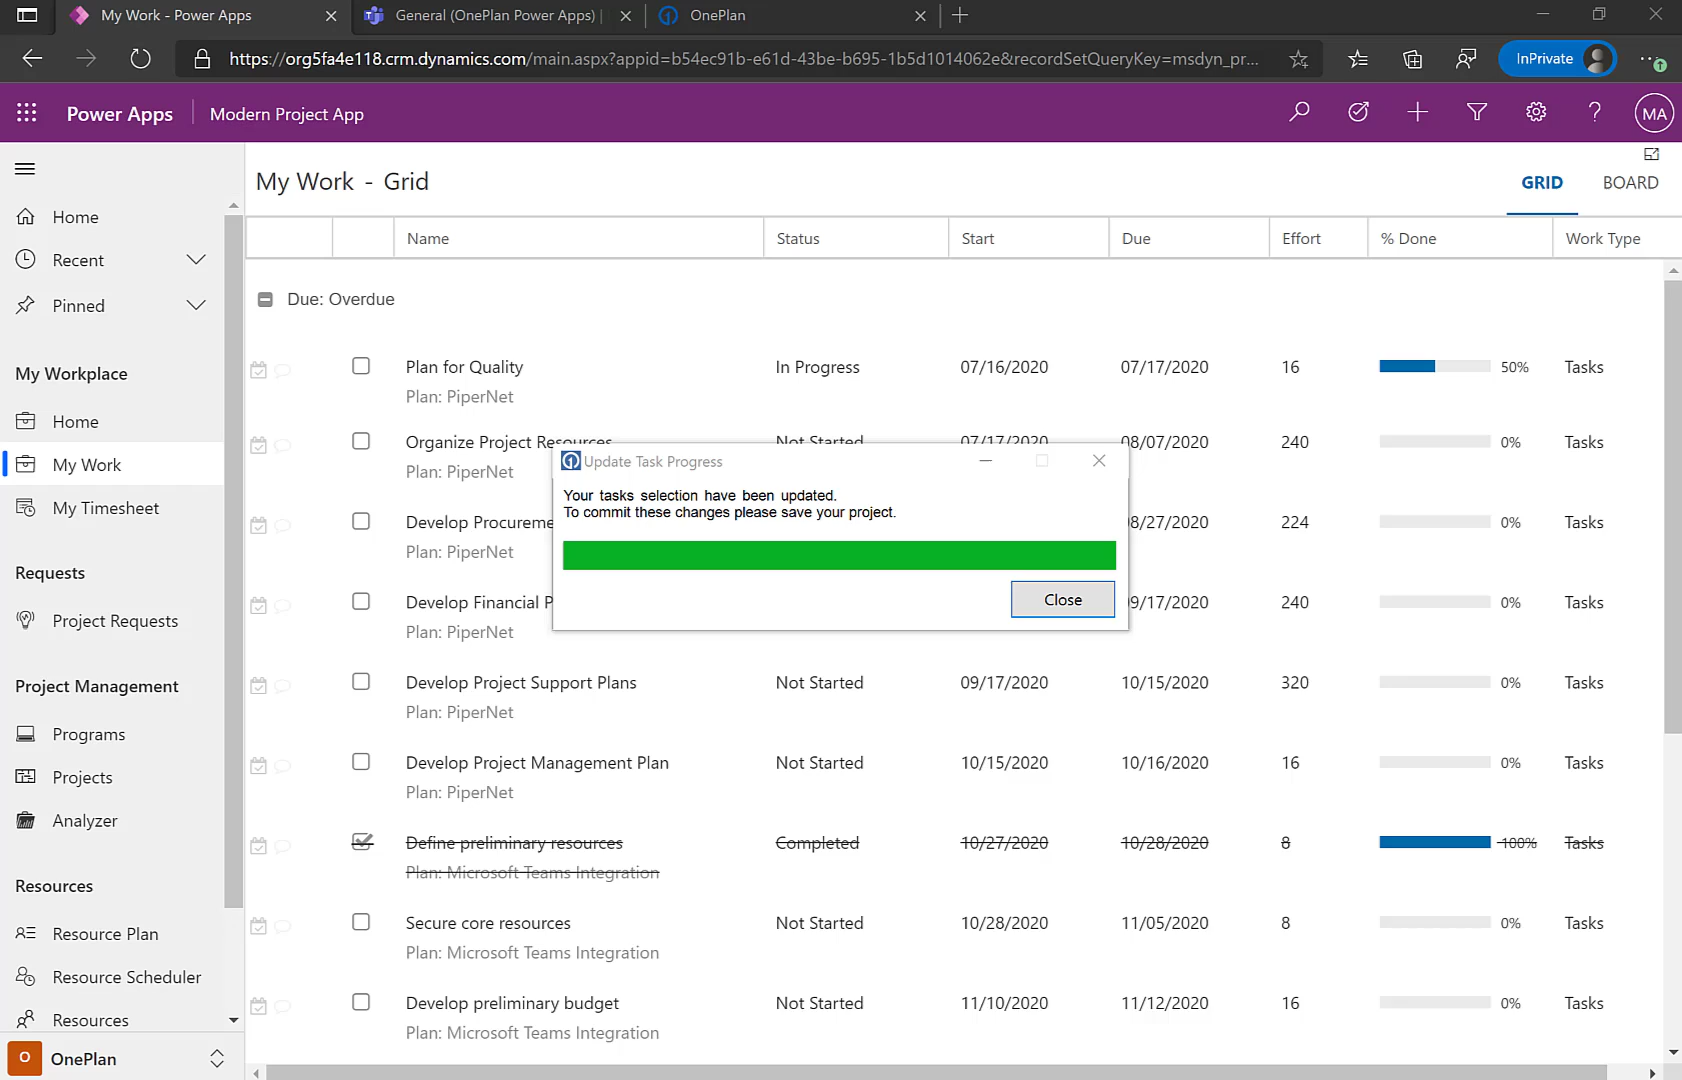 My Work - Power Apps
General (OnePlan Power Apps) |
OnePlan
https://org5fa4e118.crm.dynamics.com/main.aspx?appid=b54ec91b-e61d-43be-b695-1b5d1014062e&recordSetQueryKey=msdyn_pr...
InPrivate
Power Apps
Modern Project App
MA
Home
Recent
Pinned
My Workplace
Home
My Work
My Timesheet
Requests
Project Requests
Project Management
Programs
Projects
Analyzer
Resources
Resource Plan
Resource Scheduler
Resources
O OnePlan
My Work - Grid
GRID BOARD
Name Status Start Due Effort % Done Work Type
Due: Overdue
Plan for Quality In Progress 07/16/2020 07/17/2020 16 50% Tasks
Plan: PiperNet
Organize Project Resources Not Started 07/17/2020 08/07/2020 240 0% Tasks
Plan: PiperNet
Develop Procureme 8/27/2020 224 0% Tasks
Plan: PiperNet
Develop Financial P 9/17/2020 240 0% Tasks
Plan: PiperNet
Update Task Progress
Your tasks selection have been updated.
To commit these changes please save your project.
Close
Develop Project Support Plans Not Started 09/17/2020 10/15/2020 320 0% Tasks
Plan: PiperNet
Develop Project Management Plan Not Started 10/15/2020 10/16/2020 16 0% Tasks
Plan: PiperNet
Define preliminary resources Completed 10/27/2020 10/28/2020 8 100% Tasks
Plan: Microsoft Teams Integration
Secure core resources Not Started 10/28/2020 11/05/2020 8 0% Tasks
Plan: Microsoft Teams Integration
Develop preliminary budget Not Started 11/10/2020 11/12/2020 16 0% Tasks
Plan: Microsoft Teams Integration